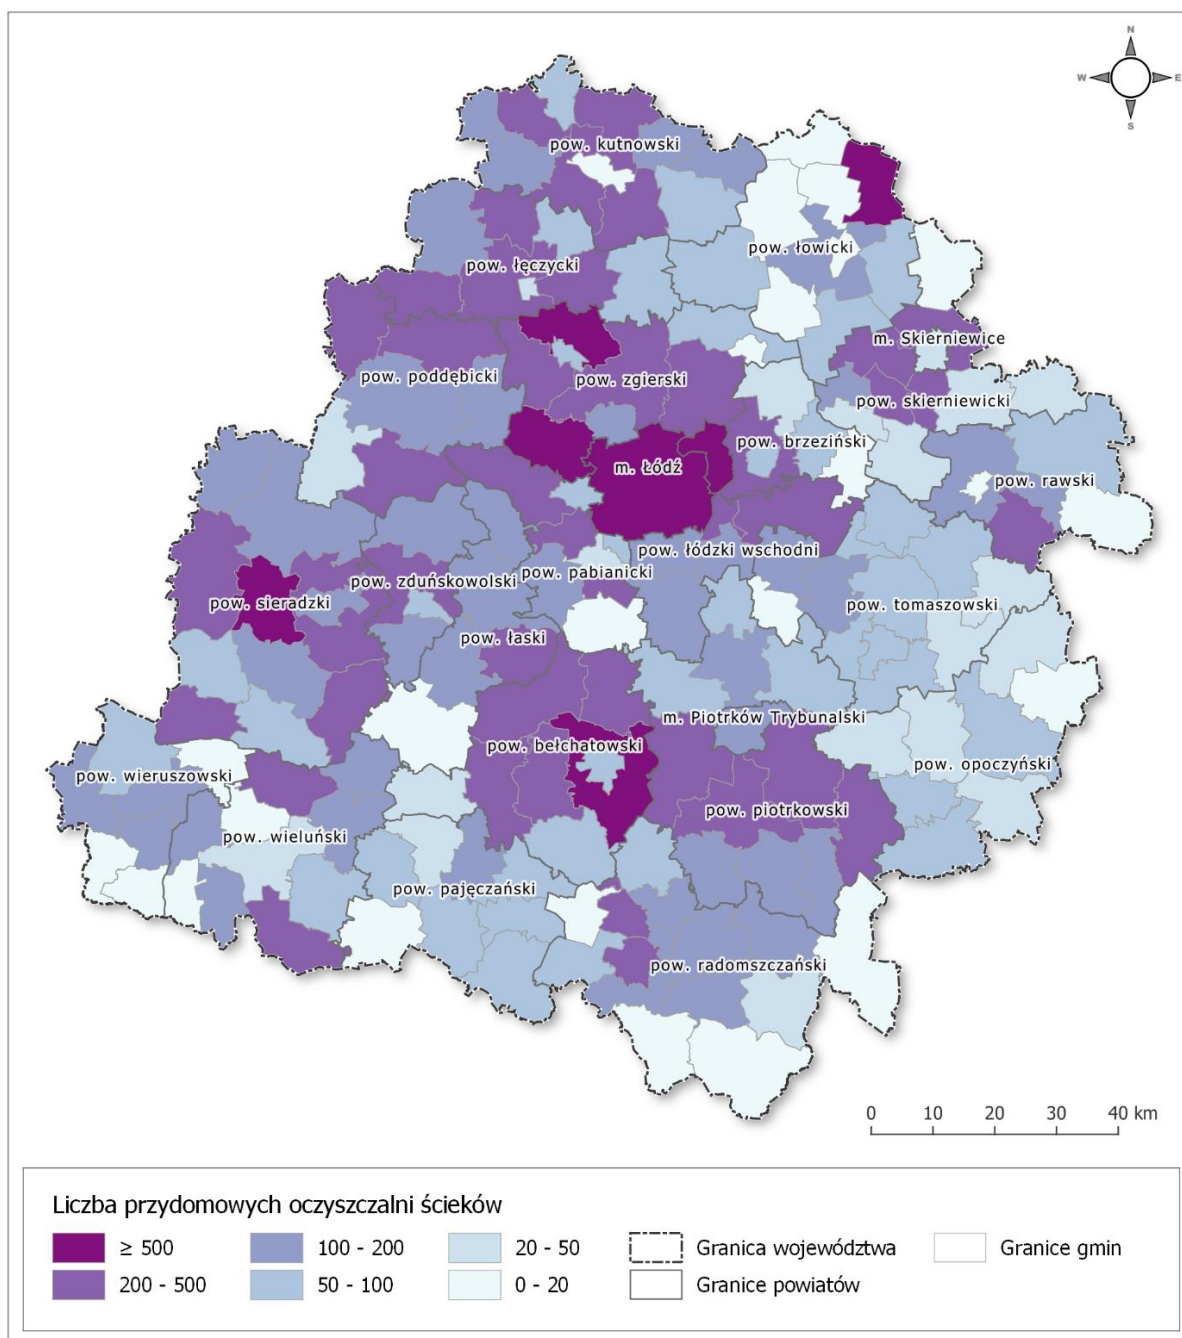 N
W E
S
pow. kutnowski
pow. łowicki
pow. łęczycki
m. Skierniewice
pow. poddębicki
pow. zgierski
pow. skierniewicki
pow. brzeziński
m. Łódź
pow. rawski
pow. łódzki wschodni
pow. zduńskowolski
pow. pabianicki
pow. sieradzki
pow. tomaszowski
pow. łaski
m. Piotrków Trybunalski
pow. bełchatowski
pow. opoczyński
pow. wieruszowski
pow. piotrkowski
pow. wieluński
pow. pajęczański
pow. radomszczański
0 10 20 30 40 km
Liczba przydomowych oczyszczalni ścieków
≥ 500 100 - 200 20 - 50 Granica województwa Granice gmin
200 - 500 50 - 100 0 - 20 Granice powiatów